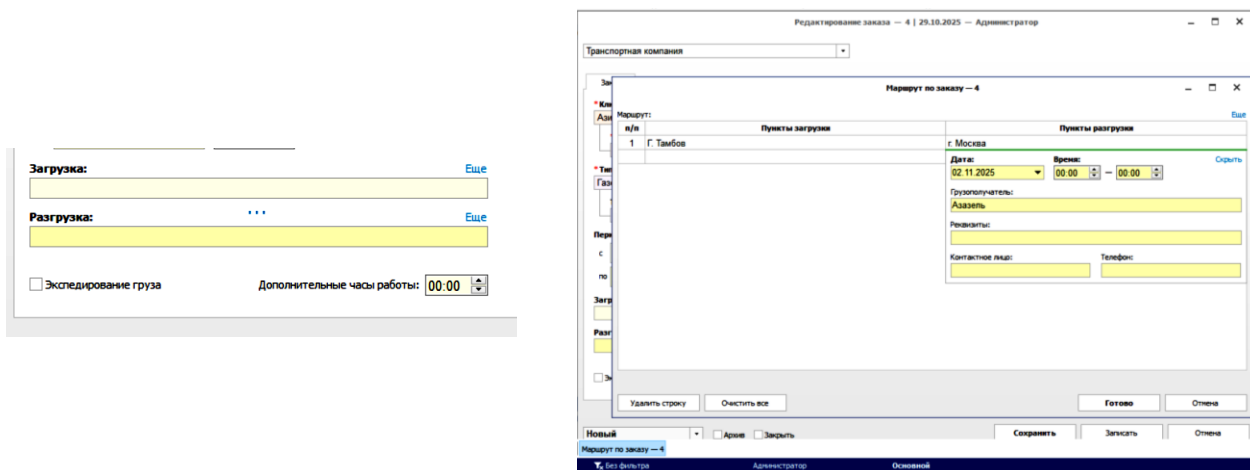 Загрузка: Еще
Разгрузка: Еще
Экспедирование груза Дополнительные часы работы: 00:00
Редактирование заказа — 4 | 29.10.2025 — Администратор
Транспортная компания
Маршрут по заказу — 4
Маршрут: Еще
п/п Пункты загрузки Пункты разгрузки
1 Г. Тамбов г. Москва
Дата: Время: Скрыть
02.11.2025 00:00 — 00:00
Грузополучатель:
Азазель
Реквизиты:
Контактное лицо: Телефон:
с
по
Удалить строку Очистить все Готово Отмена
Новый Архив Закрыть Сохранить Записать Отмена
Маршрут по заказу — 4
Без фильтра Администратор Основной